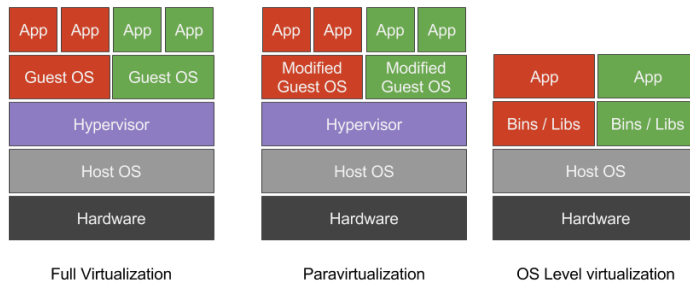 App App App App
Guest OS Guest OS
Hypervisor
Host OS
Hardware
Full Virtualization
App App App App
Modified Guest OS Modified Guest OS
Hypervisor
Host OS
Hardware
Paravirtualization
App App
Bins / Libs Bins / Libs
Host OS
Hardware
OS Level virtualization